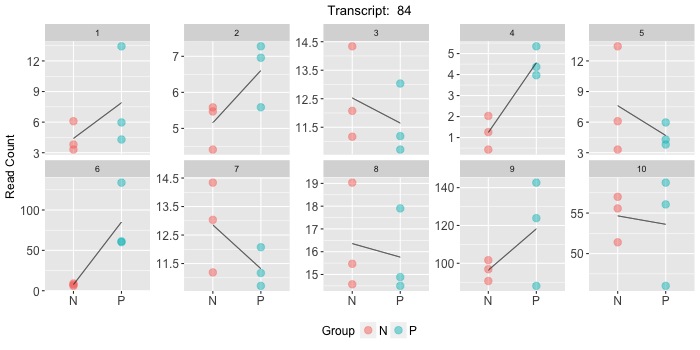 Transcript: 84
1 2 3 4 5
12 9 6 3
7 6 5
14.5 13.5 12.5 11.5
5 4 3 2 1
12 9 6 3
Read Count
6 7 8 9 10
100 50 0
14.5 13.5 12.5 11.5
19 18 17 16 15
140 120 100
55 50
N P N P N P N P N P
Group N P